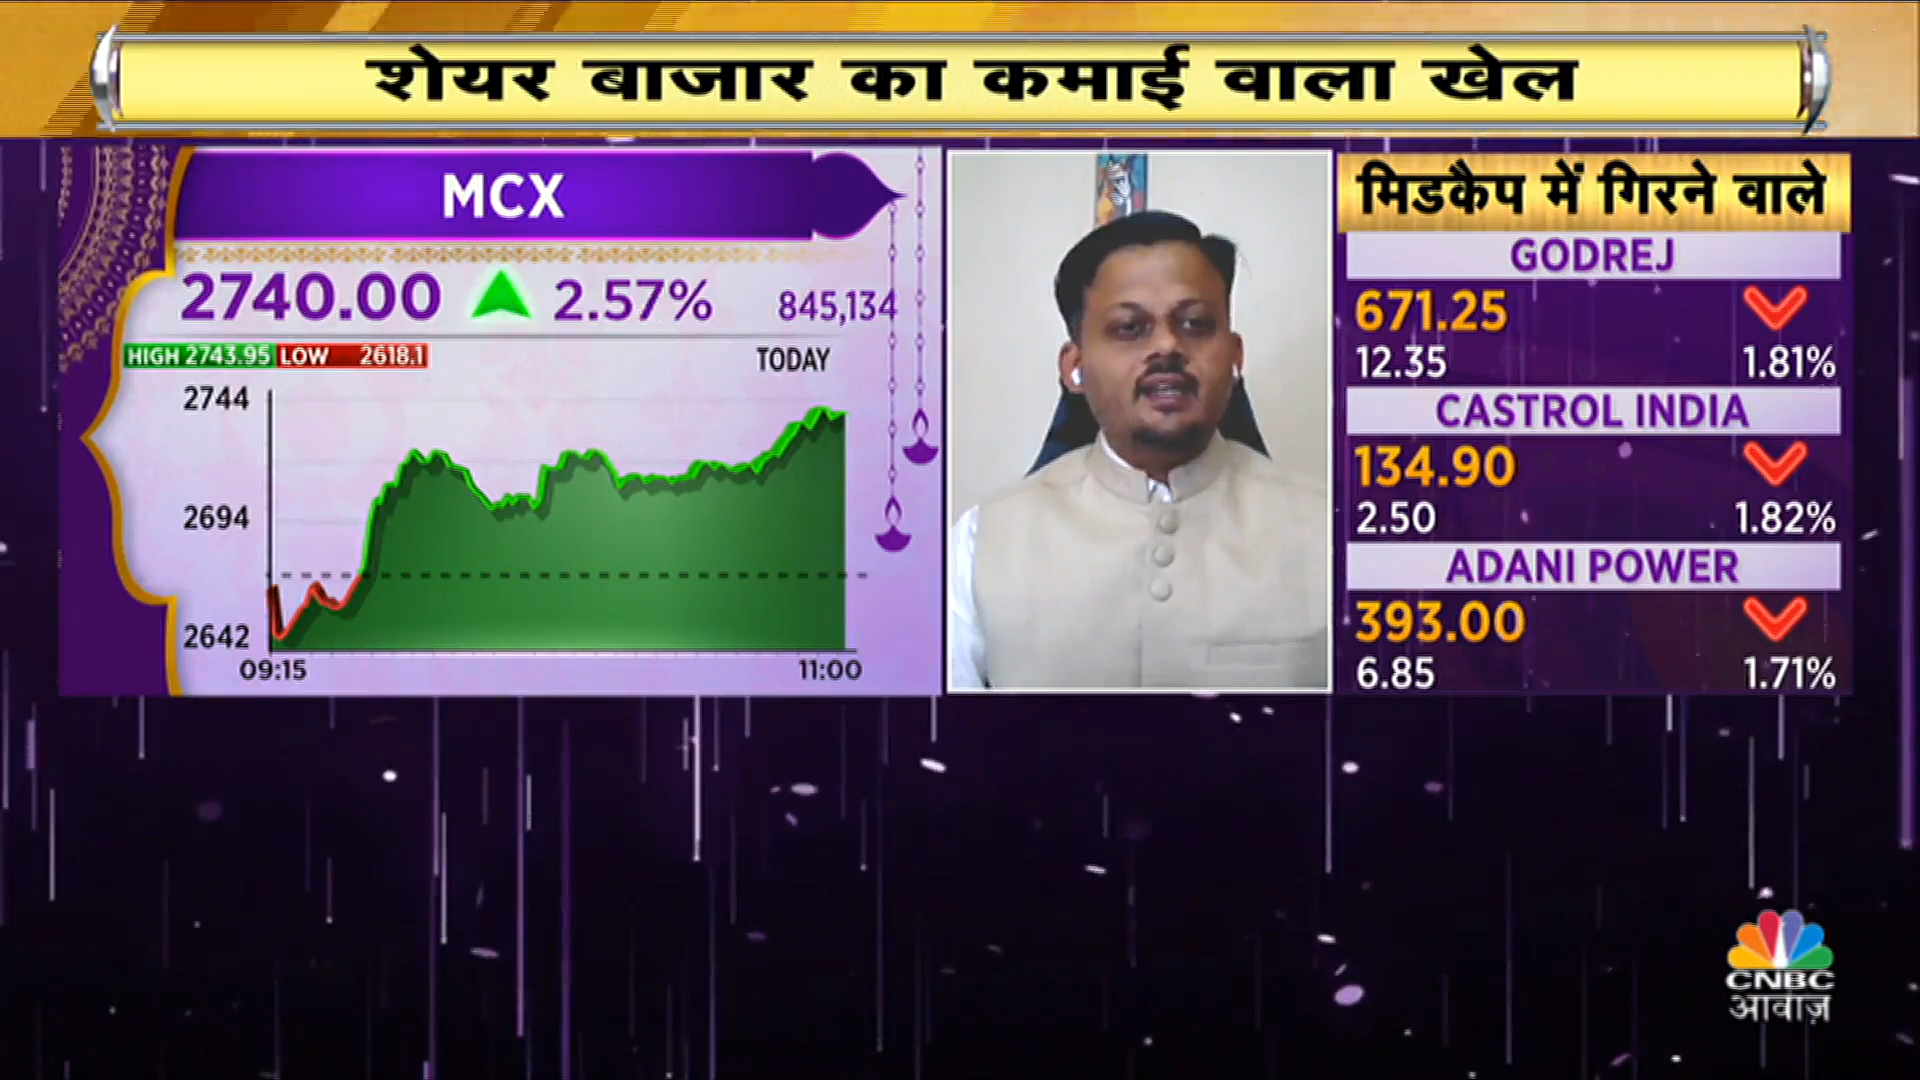 शेयर बाजार का कमाई वाला खेल
MCX
2740.00 2.57% 845,134
HIGH 2743.95 LOW 2618.1 TODAY
2744
2694
2642
09:15 11:00
मिडकैप में गिरने वाले
GODREJ
671.25
12.35 1.81%
CASTROL INDIA
134.90
2.50 1.82%
ADANI POWER
393.00
6.85 1.71%
CNBC
आवाज़